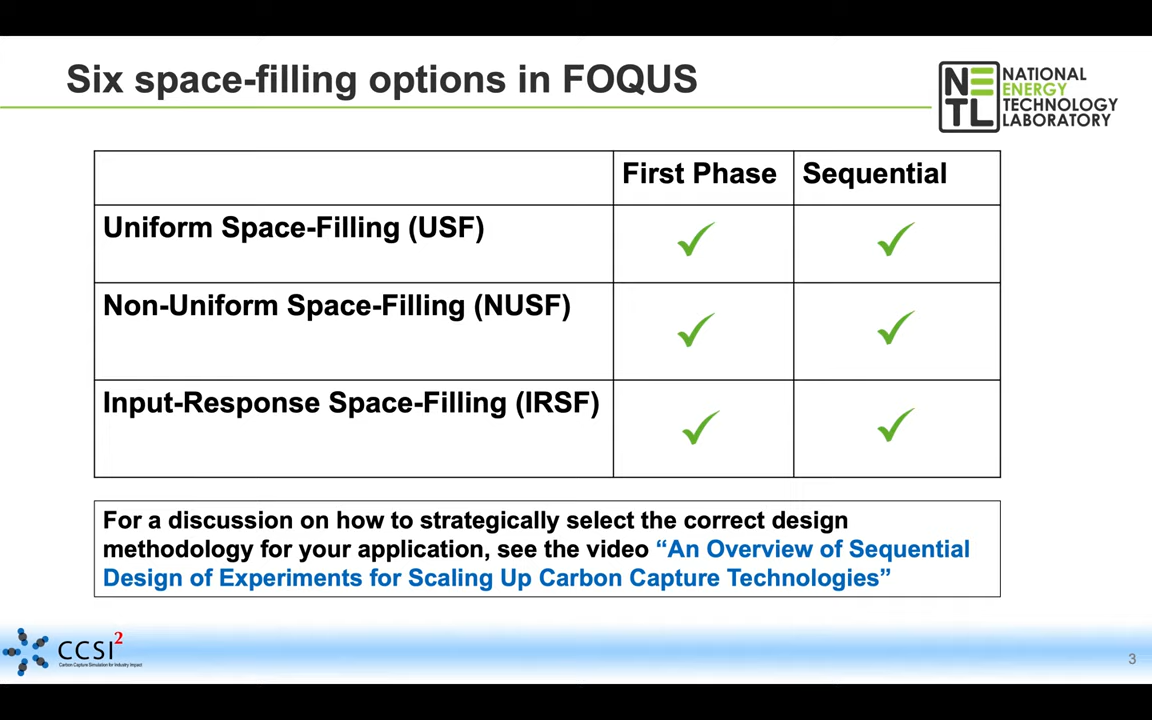 Six space-filling options in FOQUS
NETL
NATIONAL
ENERGY
TECHNOLOGY
LABORATORY
First Phase Sequential
Uniform Space-Filling (USF) ✓ ✓
Non-Uniform Space-Filling (NUSF) ✓ ✓
Input-Response Space-Filling (IRSF) ✓ ✓
For a discussion on how to strategically select the correct design
methodology for your application, see the video “An Overview of Sequential
Design of Experiments for Scaling Up Carbon Capture Technologies”
CCSI²
Carbon Capture Simulation for Industry Impact
3